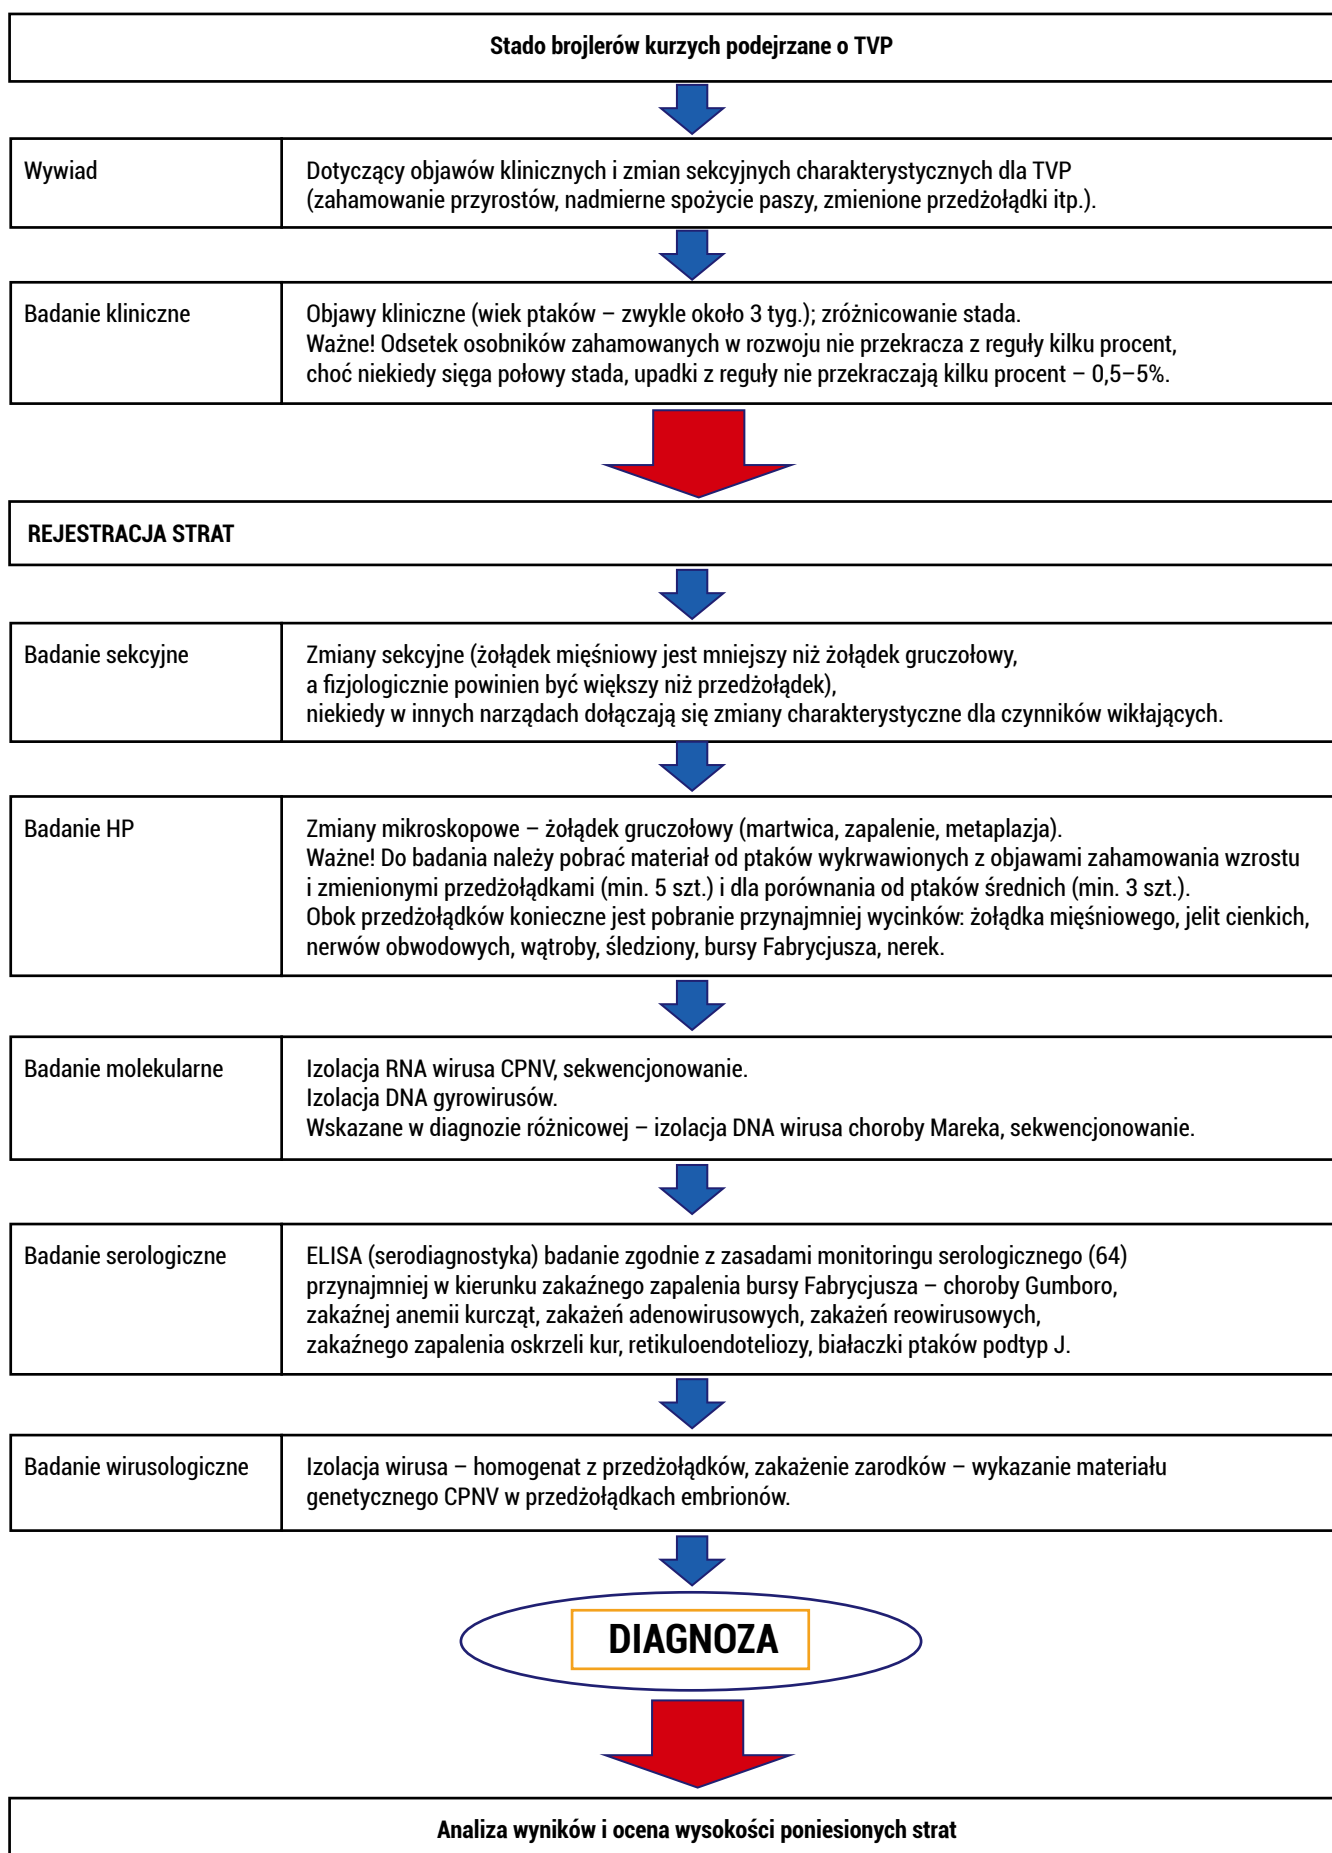 Stado brojlerów kurzych podejrzane o TVP
Wywiad
Dotyczący objawów klinicznych i zmian sekcyjnych charakterystycznych dla TVP
(zahamowanie przyrostów, nadmierne spożycie paszy, zmienione przedżołądki itp.).
Badanie kliniczne
Objawy kliniczne (wiek ptaków – zwykle około 3 tyg.); zróżnicowanie stada.
Ważne! Odsetek osobników zahamowanych w rozwoju nie przekracza z reguły kilku procent,
choć niekiedy sięga połowy stada, upadki z reguły nie przekraczają kilku procent – 0,5–5%.
REJESTRACJA STRAT
Badanie sekcyjne
Zmiany sekcyjne (żołądek mięśniowy jest mniejszy niż żołądek gruczołowy,
a fizjologicznie powinien być większy niż przedżołądek),
niekiedy w innych narządach dołączają się zmiany charakterystyczne dla czynników wikłających.
Badanie HP
Zmiany mikroskopowe – żołądek gruczołowy (martwica, zapalenie, metaplazja).
Ważne! Do badania należy pobrać materiał od ptaków wykrwawionych z objawami zahamowania wzrostu
i zmienionymi przedżołądkami (min. 5 szt.) i dla porównania od ptaków średnich (min. 3 szt.).
Obok przedżołądków konieczne jest pobranie przynajmniej wycinków: żołądka mięśniowego, jelit cienkich,
nerwów obwodowych, wątroby, śledziony, bursy Fabrycjusza, nerek.
Badanie molekularne
Izolacja RNA wirusa CPNV, sekwencjonowanie.
Izolacja DNA gyrowirusów.
Wskazane w diagnozie różnicowej – izolacja DNA wirusa choroby Mareka, sekwencjonowanie.
Badanie serologiczne
ELISA (serodiagnostyka) badanie zgodnie z zasadami monitoringu serologicznego (64)
przynajmniej w kierunku zakaźnego zapalenia bursy Fabrycjusza – choroby Gumboro,
zakaźnej anemii kurcząt, zakażeń adenowirusowych, zakażeń reowirusowych,
zakaźnego zapalenia oskrzeli kur, retikuloendoteliozy, białaczki ptaków podtyp J.
Badanie wirusologiczne
Izolacja wirusa – homogenat z przedżołądków, zakażenie zarodków – wykazanie materiału
genetycznego CPNV w przedżołądkach embrionów.
DIAGNOZA
Analiza wyników i ocena wysokości poniesionych strat